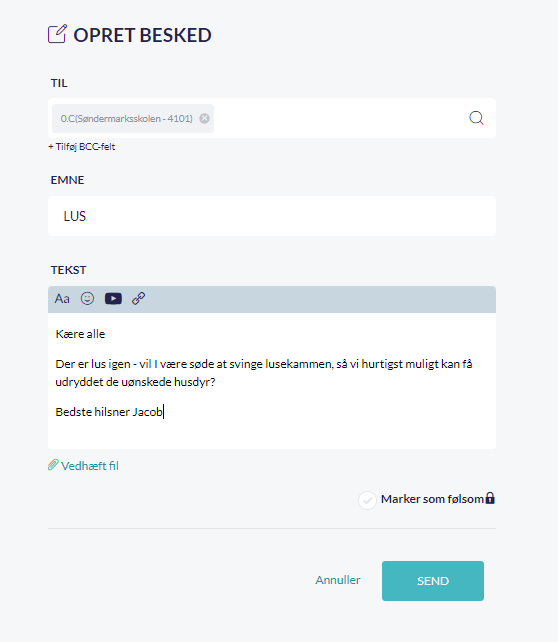 OPRET BESKED
TIL
0.C(Søndermarksskolen - 4101)
+ Tilføj BCC-felt
EMNE
LUS
TEKST
Aa
Kære alle
Der er lus igen - vil I være søde at svinge lusekammen, så vi hurtigst muligt kan få
udryddet de uønskede husdyr?
Bedste hilsner Jacob
Vedhæft fil
Marker som følsom
Annuller
SEND